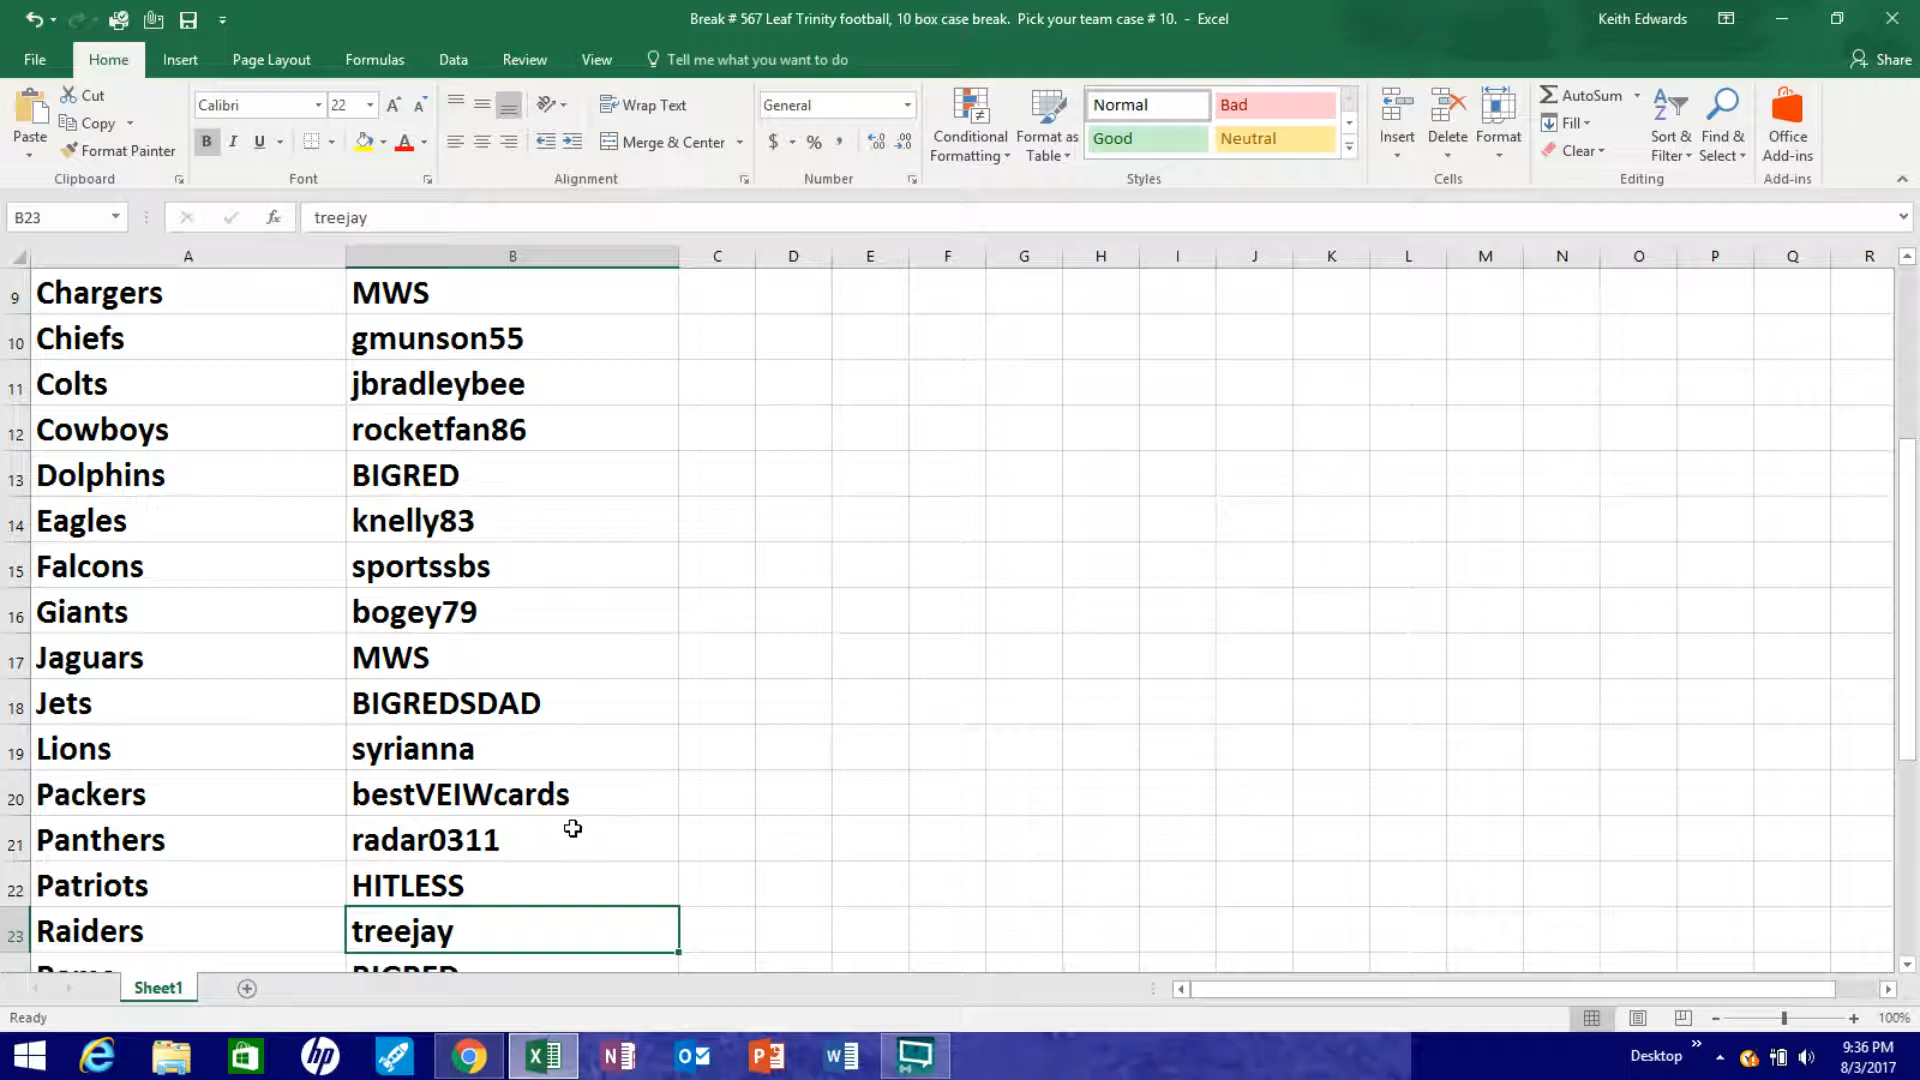 Break # 567 Leaf Trinity football, 10 box case break.  Pick your team case # 10.  -  Excel
Keith Edwards
File Home Insert Page Layout Formulas Data Review View Tell me what you want to do Share
Paste
Cut
Copy
Format Painter
Clipboard
Calibri 22
B I U
Font
Wrap Text
Merge & Center
Alignment
General
$ % ,
Number
Conditional Formatting
Format as Table
Normal Bad
Good Neutral
Styles
Insert Delete Format
Cells
AutoSum
Fill
Clear
Sort & Filter
Find & Select
Editing
Office Add-ins
Add-ins
B23 fx treejay
A B C D E F G H I J K L M N O P Q R
9 Chargers MWS
10 Chiefs gmunson55
11 Colts jbradleybee
12 Cowboys rocketfan86
13 Dolphins BIGRED
14 Eagles knelly83
15 Falcons sportssbs
16 Giants bogey79
17 Jaguars MWS
18 Jets BIGREDSDAD
19 Lions syrianna
20 Packers bestVEIWcards
21 Panthers radar0311
22 Patriots HITLESS
23 Raiders treejay
Rams BIGRED
Sheet1
Ready
100%
Desktop
9:36 PM
8/3/2017